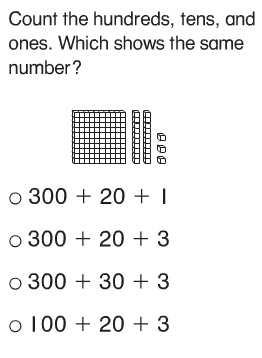 Count the hundreds, tens, and
ones. Which shows the same
number?
300 + 20 + 1
300 + 20 + 3
300 + 30 + 3
100 + 20 + 3